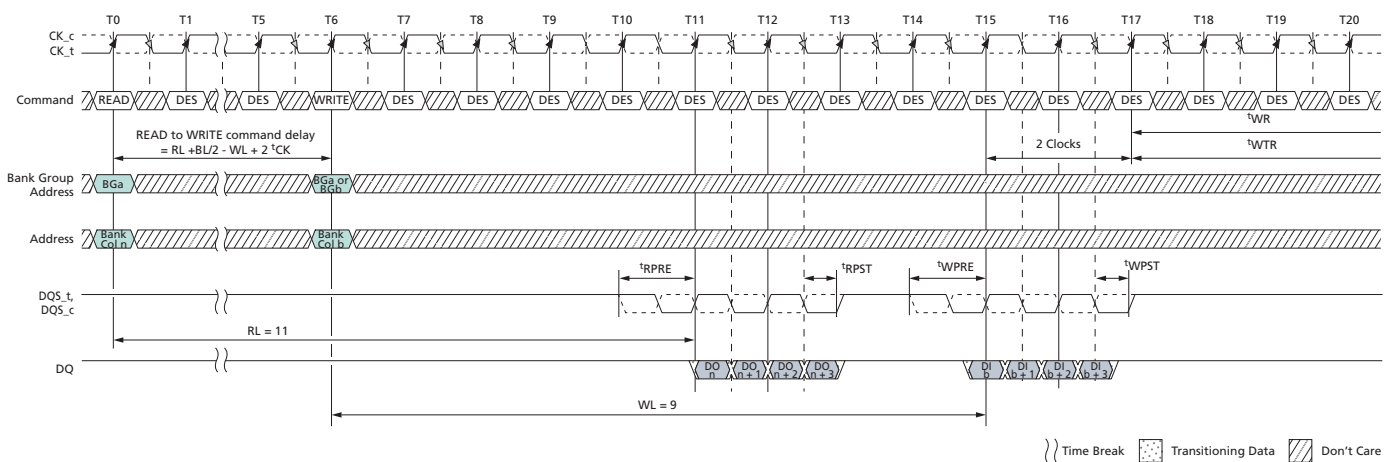 T0 T1 T5 T6 T7 T8 T9 T10 T11 T12 T13 T14 T15 T16 T17 T18 T19 T20
CK_c
CK_t
Command READ DES DES WRITE DES DES DES DES DES DES DES DES DES DES DES DES DES DES
tWR
READ to WRITE command delay
= RL +BL/2 - WL + 2 tCK
2 Clocks
tWTR
Bank Group
Address
BGa
BGa or
BGb
Address
Bank
Col n
Bank
Col b
tRPRE tRPST tWPRE tWPST
DQS_t,
DQS_c
RL = 11
DQ
DO
n
DO
n + 1
DO
n + 2
DO
n + 3
DI
b
DI
b + 1
DI
b + 2
DI
b + 3
WL = 9
Time Break Transitioning Data Don't Care